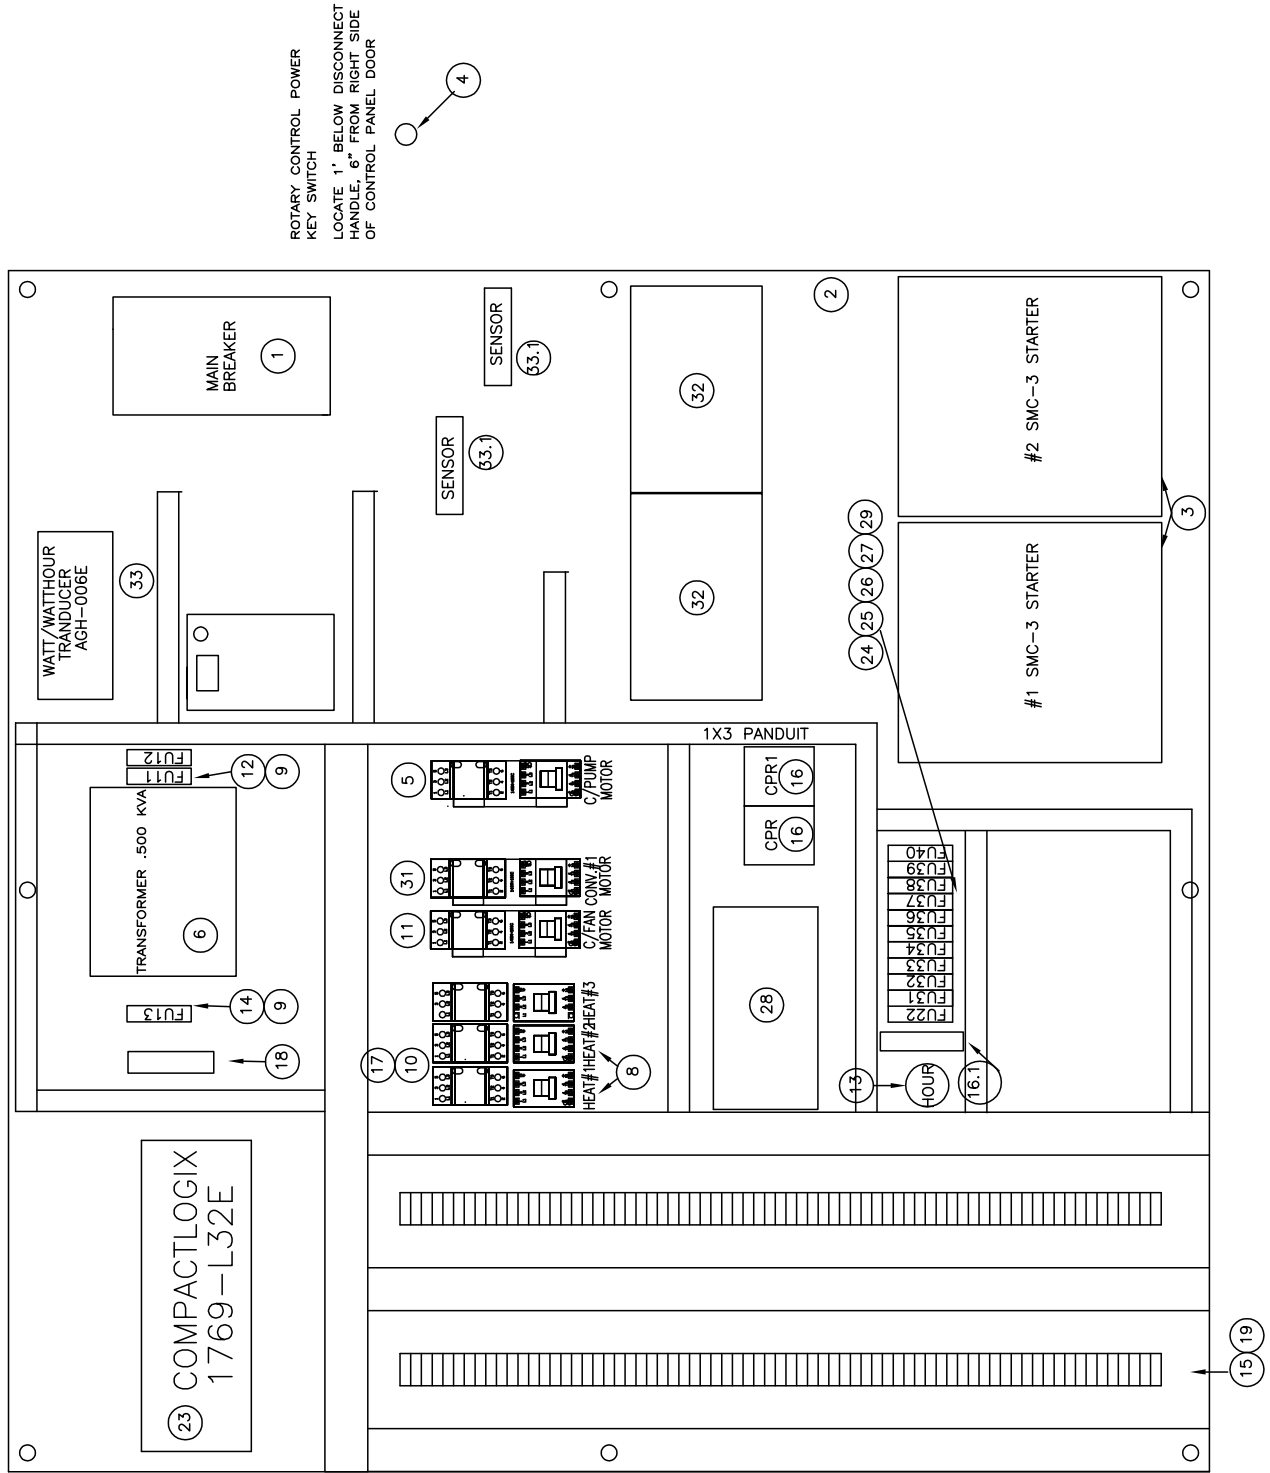 ROTARY CONTROL POWER
KEY SWITCH
LOCATE 1' BELOW DISCONNECT
HANDLE, 6" FROM RIGHT SIDE
OF CONTROL PANEL DOOR
4
MAIN
BREAKER
1
SENSOR
33.1
SENSOR
33.1
WATT/WATTHOUR
TRANDUCER
AGH-006E
33
32
32
2
#2 SMC-3 STARTER
#1 SMC-3 STARTER
3
24
25
26
27
29
1X3 PANDUIT
FU12
FU11
12
9
TRANSFORMER .500 KVA
6
FU13
14
9
18
5
C/PUMP
MOTOR
31
CONV.#1
MOTOR
11
C/FAN
MOTOR
HEAT#3
HEAT#2
HEAT#1
17
10
8
CPR1
16
CPR
16
28
FU40
FU39
FU38
FU37
FU36
FU35
FU34
FU33
FU32
FU31
FU22
13
HOUR
16.1
23
COMPACTLOGIX
1769-L32E
15
19